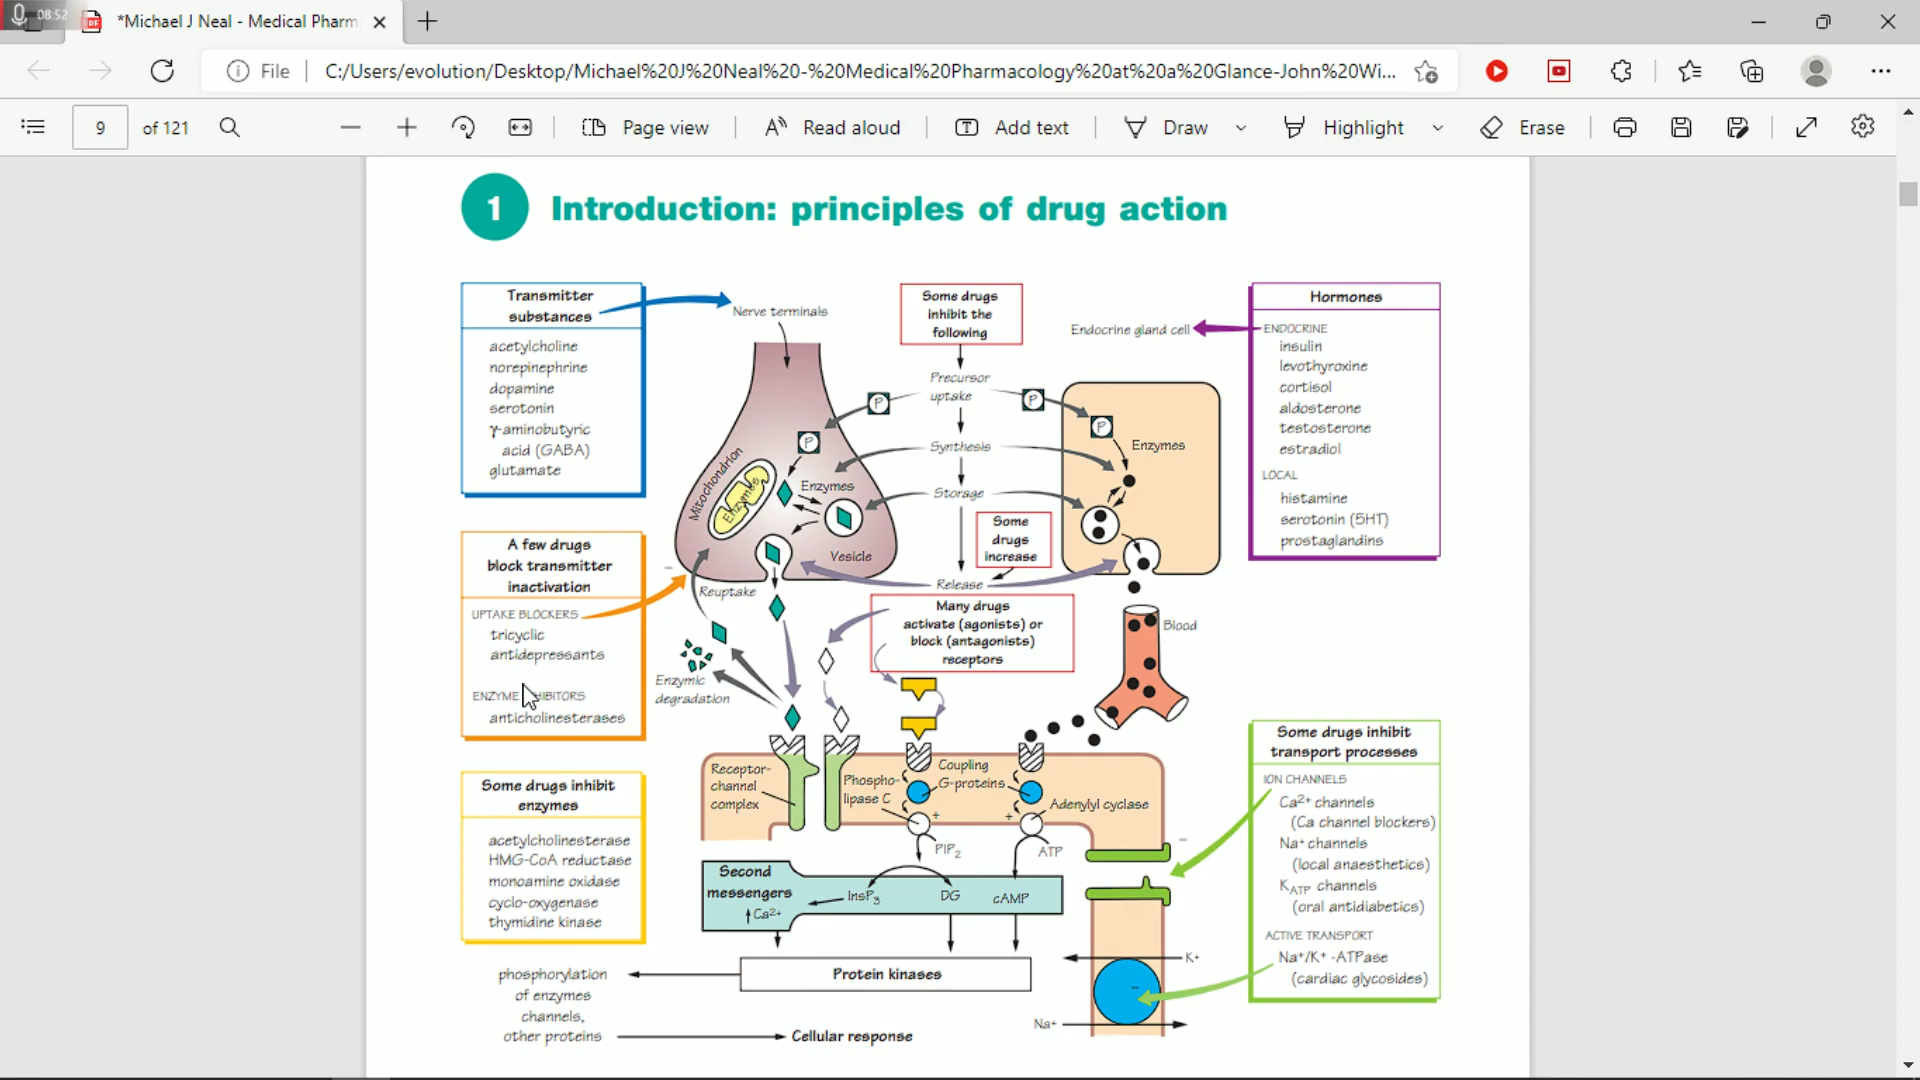 08:52
*Michael J Neal - Medical Pharm
File
C:/Users/evolution/Desktop/Michael%20J%20Neal%20-%20Medical%20Pharmacology%20at%20a%20Glance-John%20Wi...
9 of 121
Page view
Read aloud
Add text
Draw
Highlight
Erase
1 Introduction: principles of drug action
Transmitter
substances
acetylcholine
norepinephrine
dopamine
serotonin
γ-aminobutyric
acid (GABA)
glutamate
A few drugs
block transmitter
inactivation
UPTAKE BLOCKERS
tricyclic
antidepressants
ENZYME HIBITORS
anticholinesterases
Some drugs inhibit
enzymes
acetylcholinesterase
HMG-CoA reductase
monoamine oxidase
cyclo-oxygenase
thymidine kinase
Nerve terminals
Some drugs
inhibit the
following
Endocrine gland cell
Precursor
uptake
P
P
P
P
Mitochondrion
Enzymes
Enzymes
Vesicle
Synthesis
Storage
Enzymes
Some
drugs
increase
Release
Reuptake
Many drugs
activate (agonists) or
block (antagonists)
receptors
Blood
Enzymic
degradation
Receptor-
channel
complex
Phospho-
lipase C
Coupling
G-proteins
Adenylyl cyclase
+
+
PIP2
ATP
Second
messengers
↑Ca2+
InsP3
DG
cAMP
Protein kinases
phosphorylation
of enzymes
channels,
other proteins
Cellular response
K+
Na+
Hormones
ENDOCRINE
insulin
levothyroxine
cortisol
aldosterone
testosterone
estradiol
LOCAL
histamine
serotonin (5HT)
prostaglandins
Some drugs inhibit
transport processes
ION CHANNELS
Ca2+ channels
(Ca channel blockers)
Na+ channels
(local anaesthetics)
KATP channels
(oral antidiabetics)
ACTIVE TRANSPORT
Na+/K+ -ATPase
(cardiac glycosides)